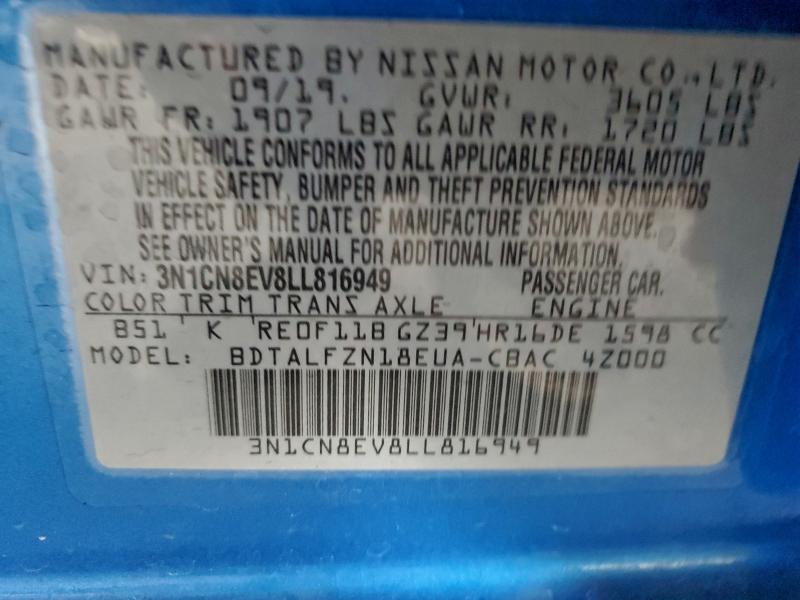 MANUFACTURED BY NISSAN MOTOR CO.,LTD.
DATE: 09/19. GVWR: 3605 LBS
GAWR FR: 1907 LBS GAWR RR: 1720 LBS
THIS VEHICLE CONFORMS TO ALL APPLICABLE FEDERAL MOTOR
VEHICLE SAFETY, BUMPER AND THEFT PREVENTION STANDARDS
IN EFFECT ON THE DATE OF MANUFACTURE SHOWN ABOVE.
SEE OWNER'S MANUAL FOR ADDITIONAL INFORMATION.
VIN: 3N1CN8EV8LL816949 PASSENGER CAR.
COLOR TRIM TRANS AXLE ENGINE
B51 K RE0F11B GZ39 HR16DE 1598 CC
MODEL: BDTALFZN18EUA-CBAC 4Z000
3N1CN8EV8LL816949